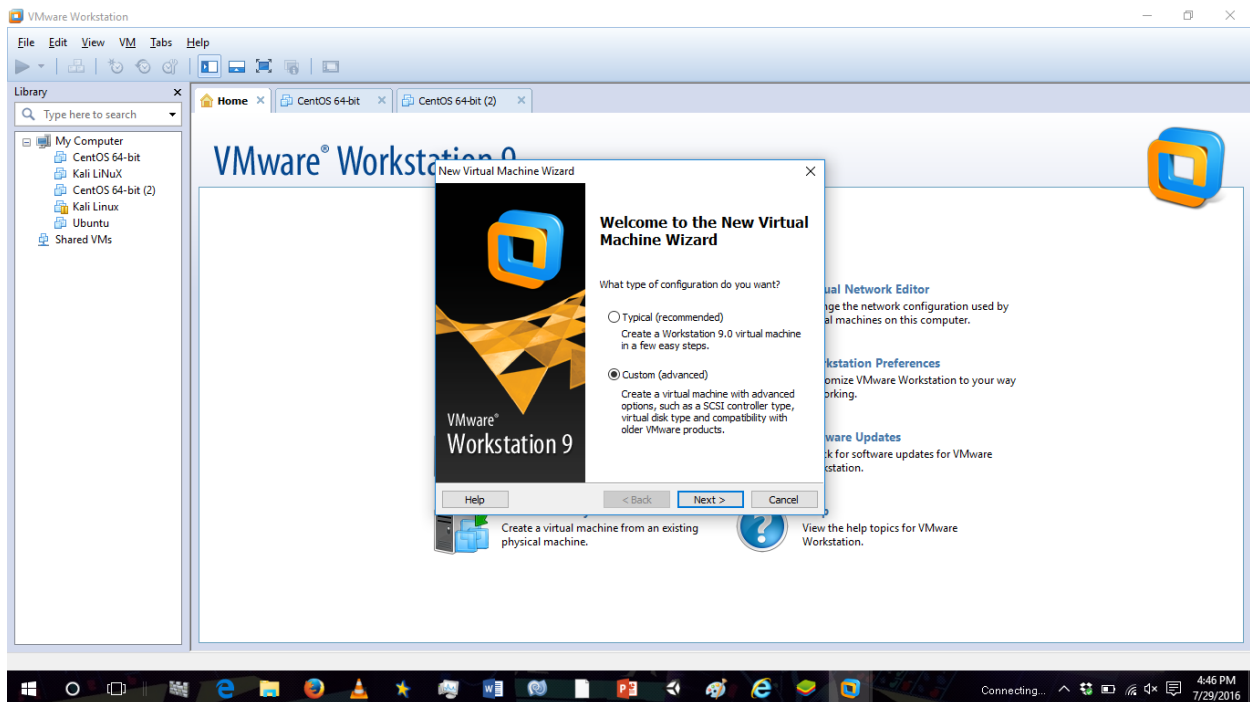 VMware Workstation
File Edit View VM Tabs Help
Library
Type here to search
My Computer
CentOS 64-bit
Kali LiNuX
CentOS 64-bit (2)
Kali Linux
Ubuntu
Shared VMs
Home
CentOS 64-bit
CentOS 64-bit (2)
VMware® Workstation 9
New Virtual Machine Wizard
VMware®
Workstation 9
Welcome to the New Virtual
Machine Wizard
What type of configuration do you want?
Typical (recommended)
Create a Workstation 9.0 virtual machine
in a few easy steps.
Custom (advanced)
Create a virtual machine with advanced
options, such as a SCSI controller type,
virtual disk type and compatibility with
older VMware products.
Help
< Back
Next >
Cancel
ual Network Editor
nge the network configuration used by
al machines on this computer.
kstation Preferences
omize VMware Workstation to your way
orking.
ware Updates
k for software updates for VMware
kstation.
Create a virtual machine from an existing
physical machine.
View the help topics for VMware
Workstation.
Connecting...
4:46 PM
7/29/2016